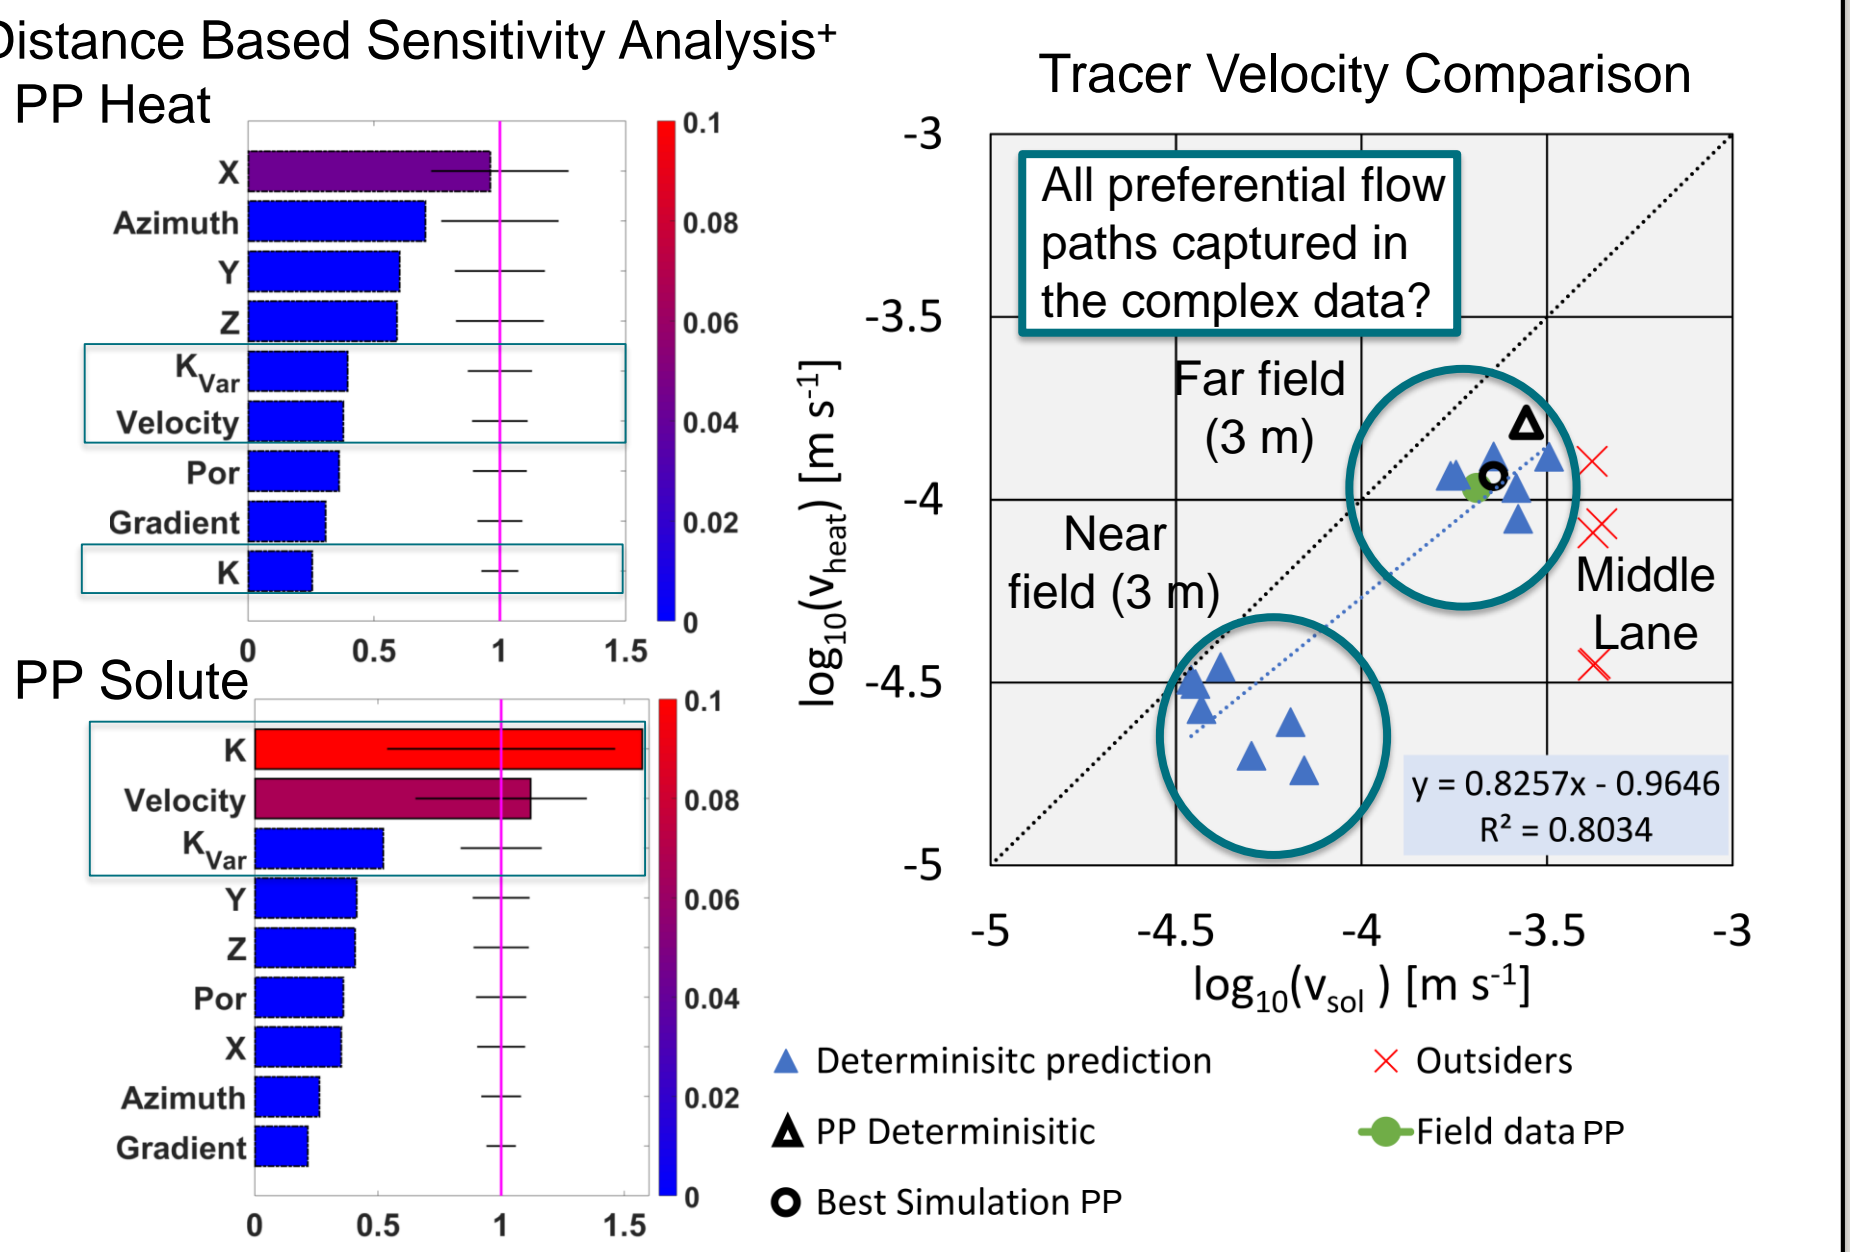 Distance Based Sensitivity Analysis+
PP Heat
X
Azimuth
Y
Z
KVar
Velocity
Por
Gradient
K
0
0.5
1
1.5
0.1
0.08
0.06
0.04
0.02
0
PP Solute
K
Velocity
KVar
Y
Z
Por
X
Azimuth
Gradient
0
0.5
1
1.5
0.1
0.08
0.06
0.04
0.02
0
Tracer Velocity Comparison
-3
-3.5
-4
-4.5
-5
log10(vheat) [m s-1]
All preferential flow
paths captured in
the complex data?
Far field
(3 m)
Near
field (3 m)
Middle
Lane
y = 0.8257x - 0.9646
R² = 0.8034
-5
-4.5
-4
-3.5
-3
log10(vsol ) [m s-1]
Determinisitc prediction
Outsiders
PP Determinisitic
Field data PP
Best Simulation PP